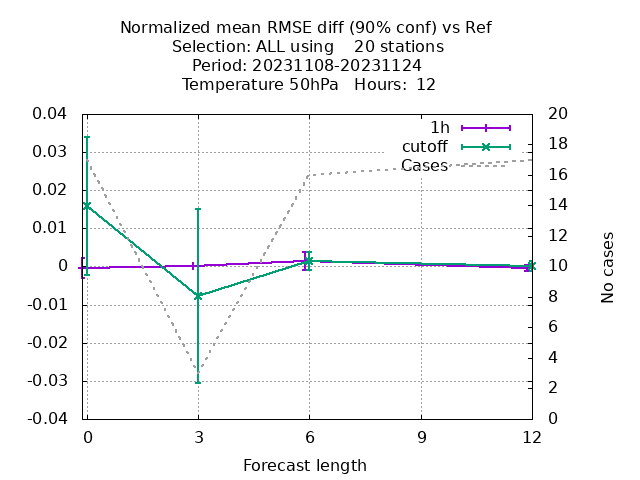 Normalized mean RMSE diff (90% conf) vs Ref
Selection: ALL using    20 stations
Period: 20231108-20231124
Temperature 50hPa   Hours:  12
0.04
0.03
0.02
0.01
0
-0.01
-0.02
-0.03
-0.04
20
18
16
14
12
10
8
6
4
2
0
1h
cutoff
Cases
No cases
0
3
6
9
12
Forecast length